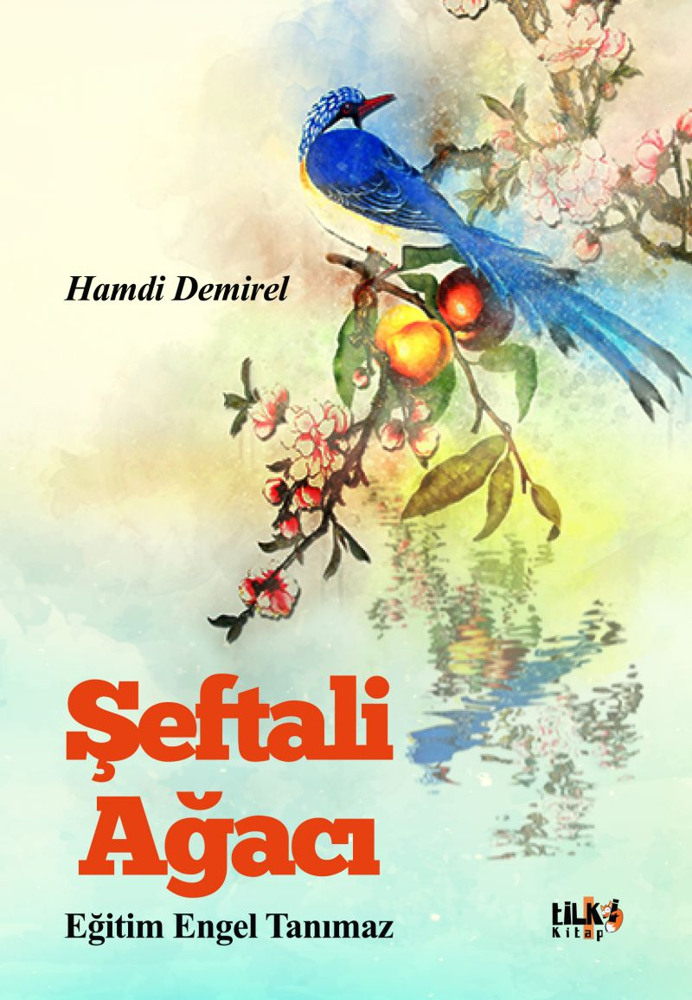 Hamdi Demirel
Şeftali
Ağacı
Eğitim Engel Tanımaz
tiLKi
Kitap